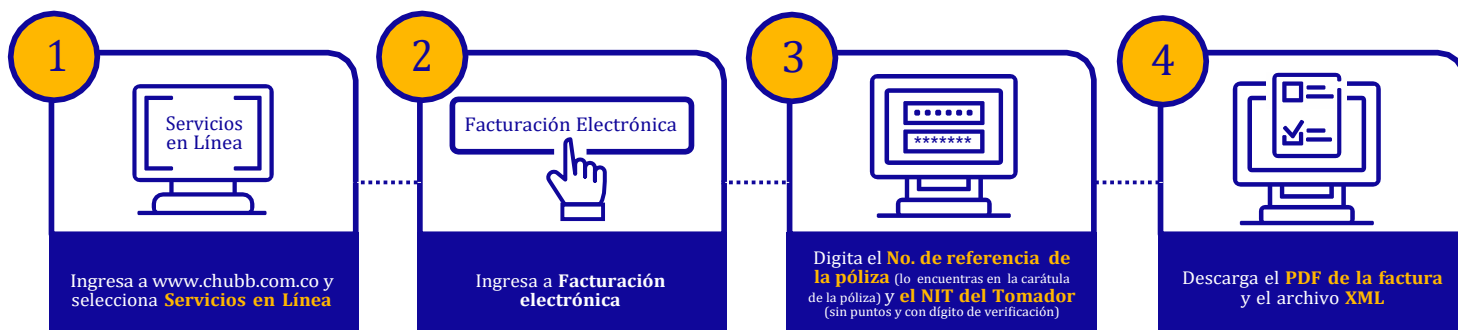 1
Servicios
en Línea
Ingresa a www.chubb.com.co y
selecciona Servicios en Línea
2
Facturación Electrónica
Ingresa a Facturación
electrónica
3
••••••
*******
Digita el No. de referencia de
la póliza (lo encuentras en la carátula
de la póliza) y el NIT del Tomador
(sin puntos y con dígito de verificación)
4
Descarga el PDF de la factura
y el archivo XML